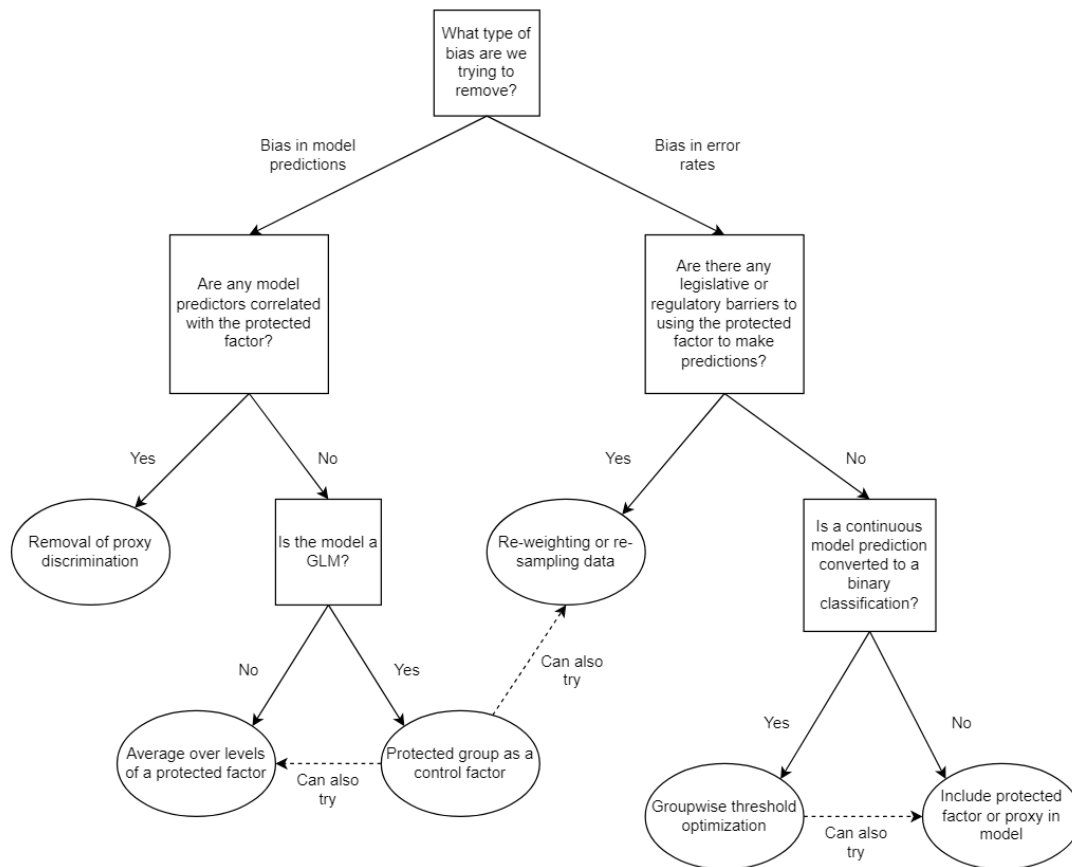 What type of
bias are we
trying to
remove?
Bias in model
predictions
Bias in error
rates
Are any model
predictors correlated
with the protected
factor?
Are there any
legislative or
regulatory barriers to
using the protected
factor to make
predictions?
Yes
No
Yes
No
Removal of proxy
discrimination
Is the model a
GLM?
Re-weighting or re-
sampling data
Is a continuous
model prediction
converted to a
binary
classification?
No
Yes
Can also
try
Yes
No
Average over levels
of a protected factor
Can also
try
Protected group as a
control factor
Groupwise threshold
optimization
Can also
try
Include protected
factor or proxy in
model